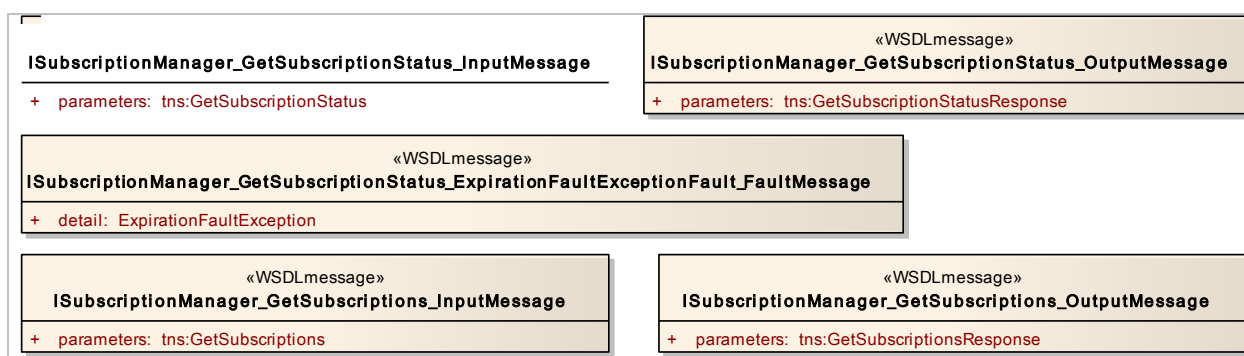 ISubscriptionManager_GetSubscriptionStatus_InputMessage
+ parameters: tns:GetSubscriptionStatus
«WSDLmessage»
ISubscriptionManager_GetSubscriptionStatus_OutputMessage
+ parameters: tns:GetSubscriptionStatusResponse
«WSDLmessage»
ISubscriptionManager_GetSubscriptionStatus_ExpirationFaultExceptionFault_FaultMessage
+ detail: ExpirationFaultException
«WSDLmessage»
ISubscriptionManager_GetSubscriptions_InputMessage
+ parameters: tns:GetSubscriptions
«WSDLmessage»
ISubscriptionManager_GetSubscriptions_OutputMessage
+ parameters: tns:GetSubscriptionsResponse